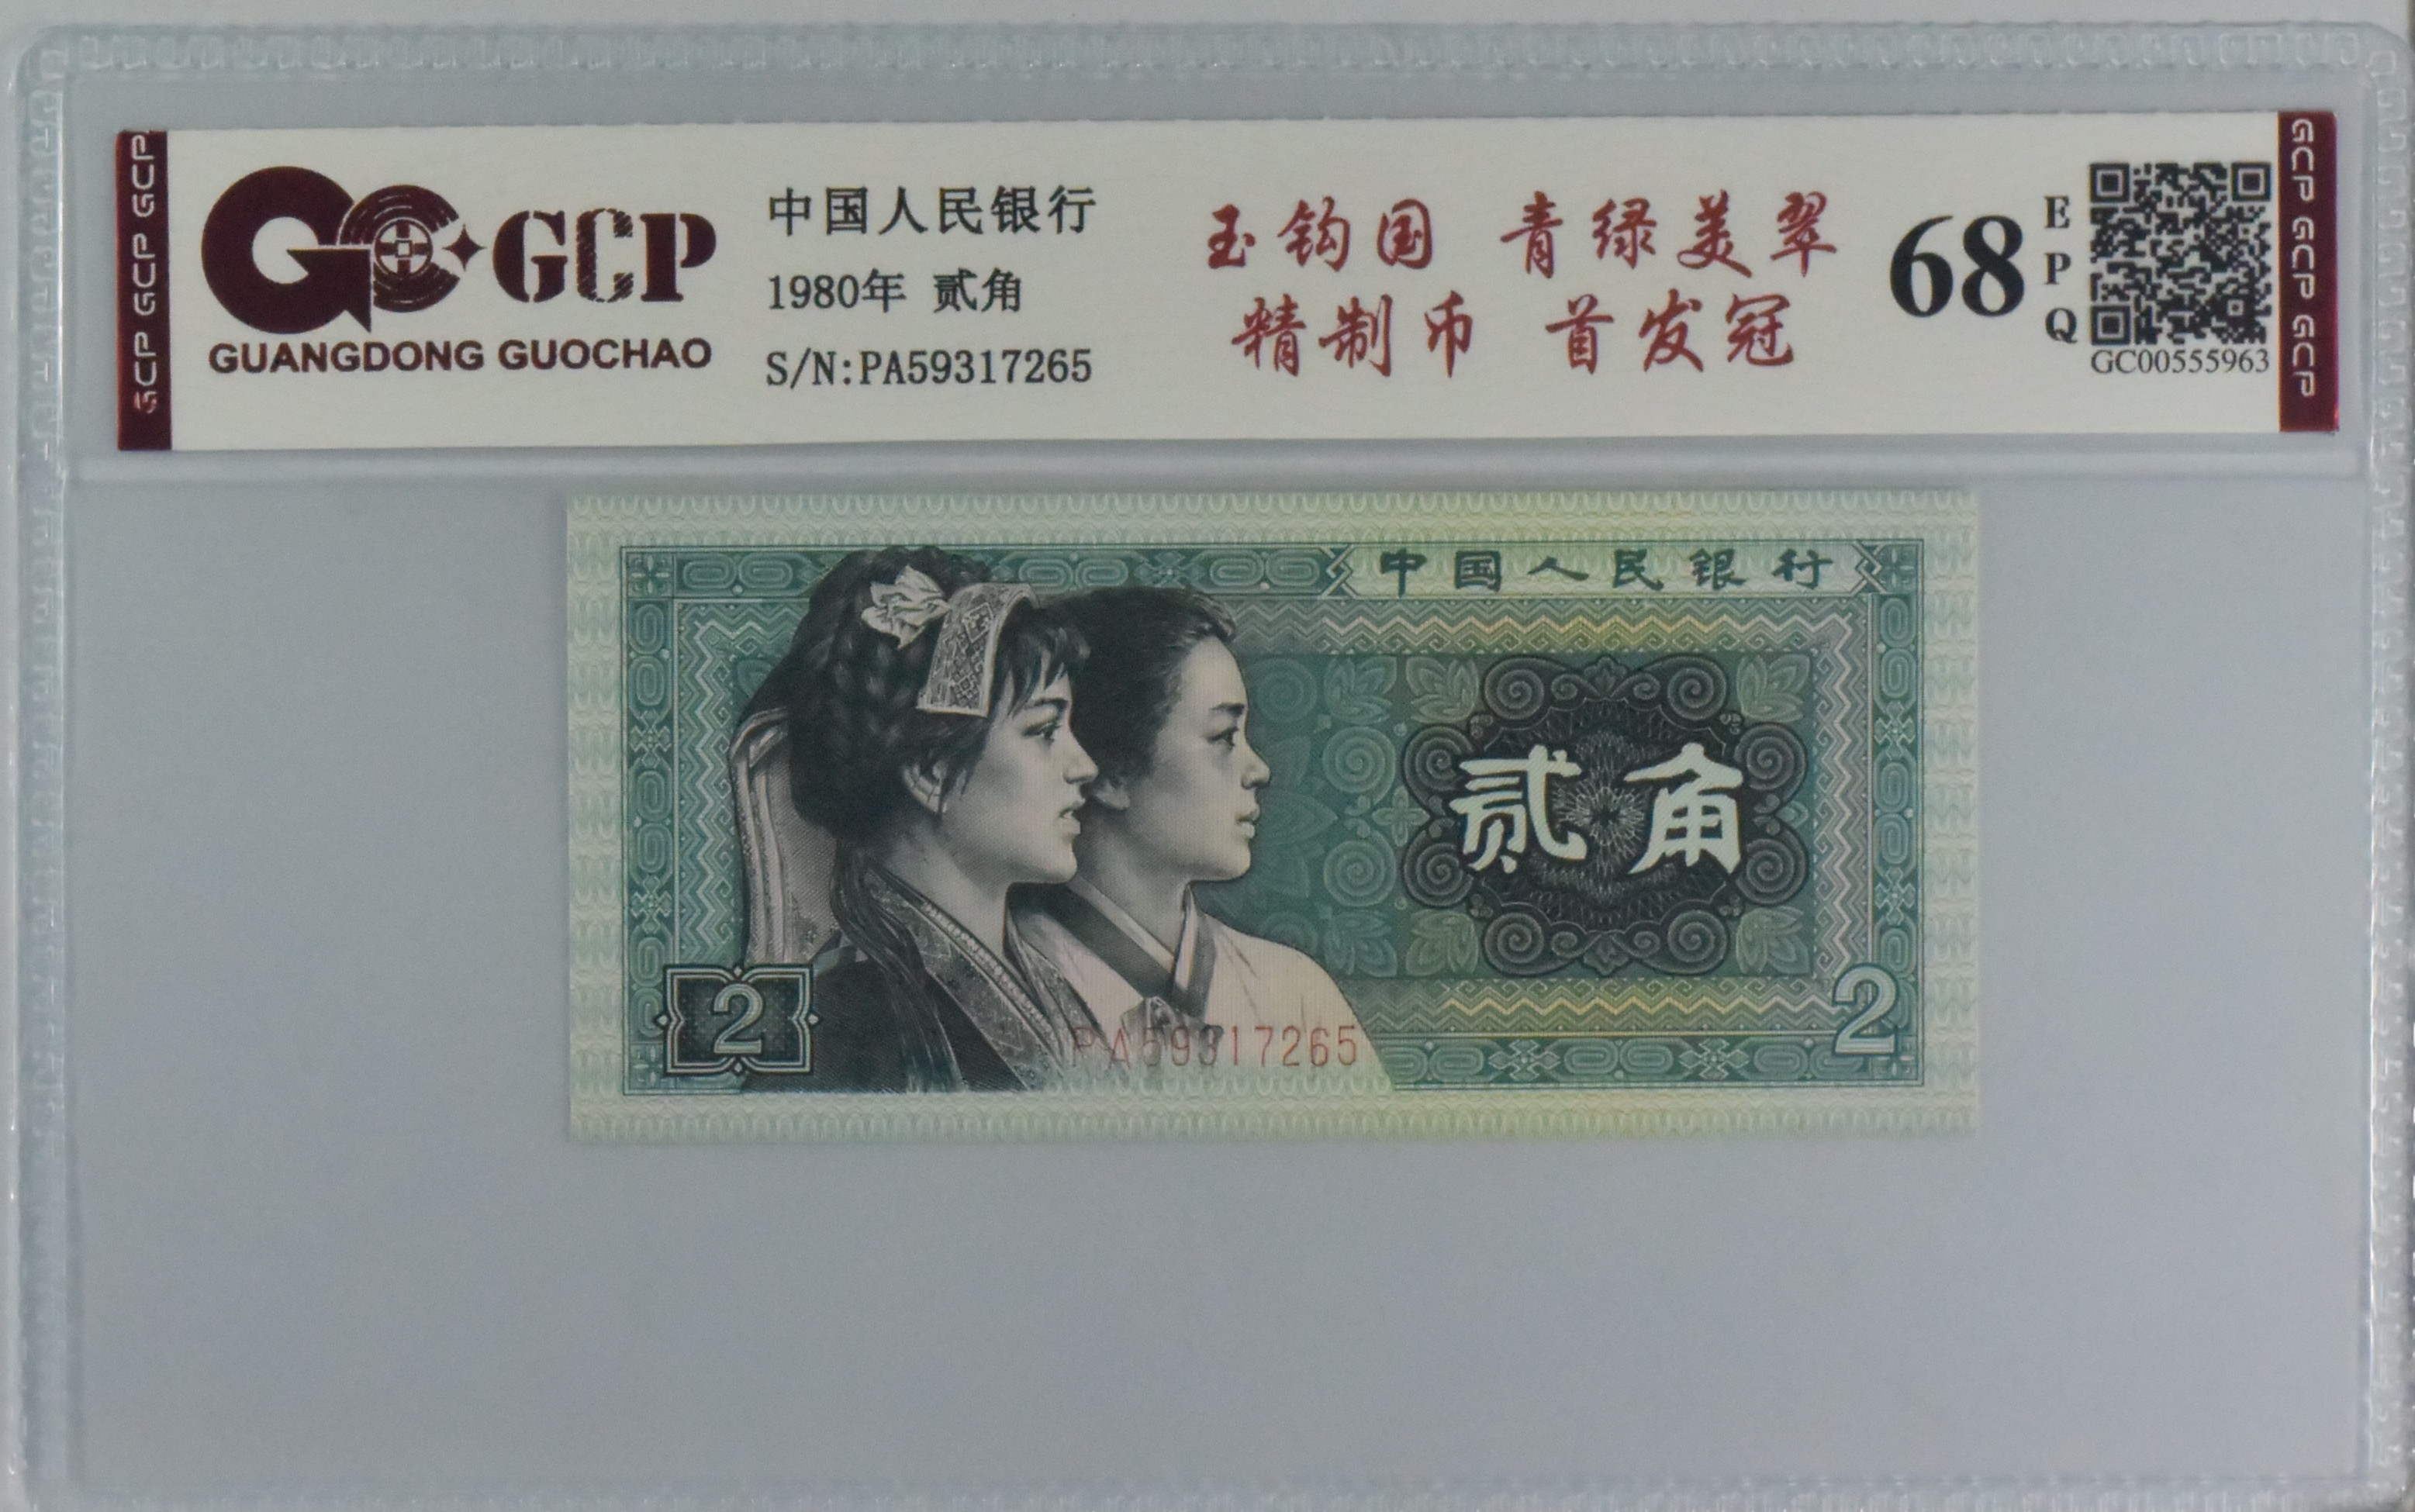 GCP GCP GCP
GCP
GUANGDONG GUOCHAO
中国人民银行
1980年 贰角
S/N:PA59317265
玉钩国 青绿美翠
精制币 首发冠
68
EPQ
GC00555963
GCP GCP GCP GCP
中国人民银行
贰角
2
PA59317265
2